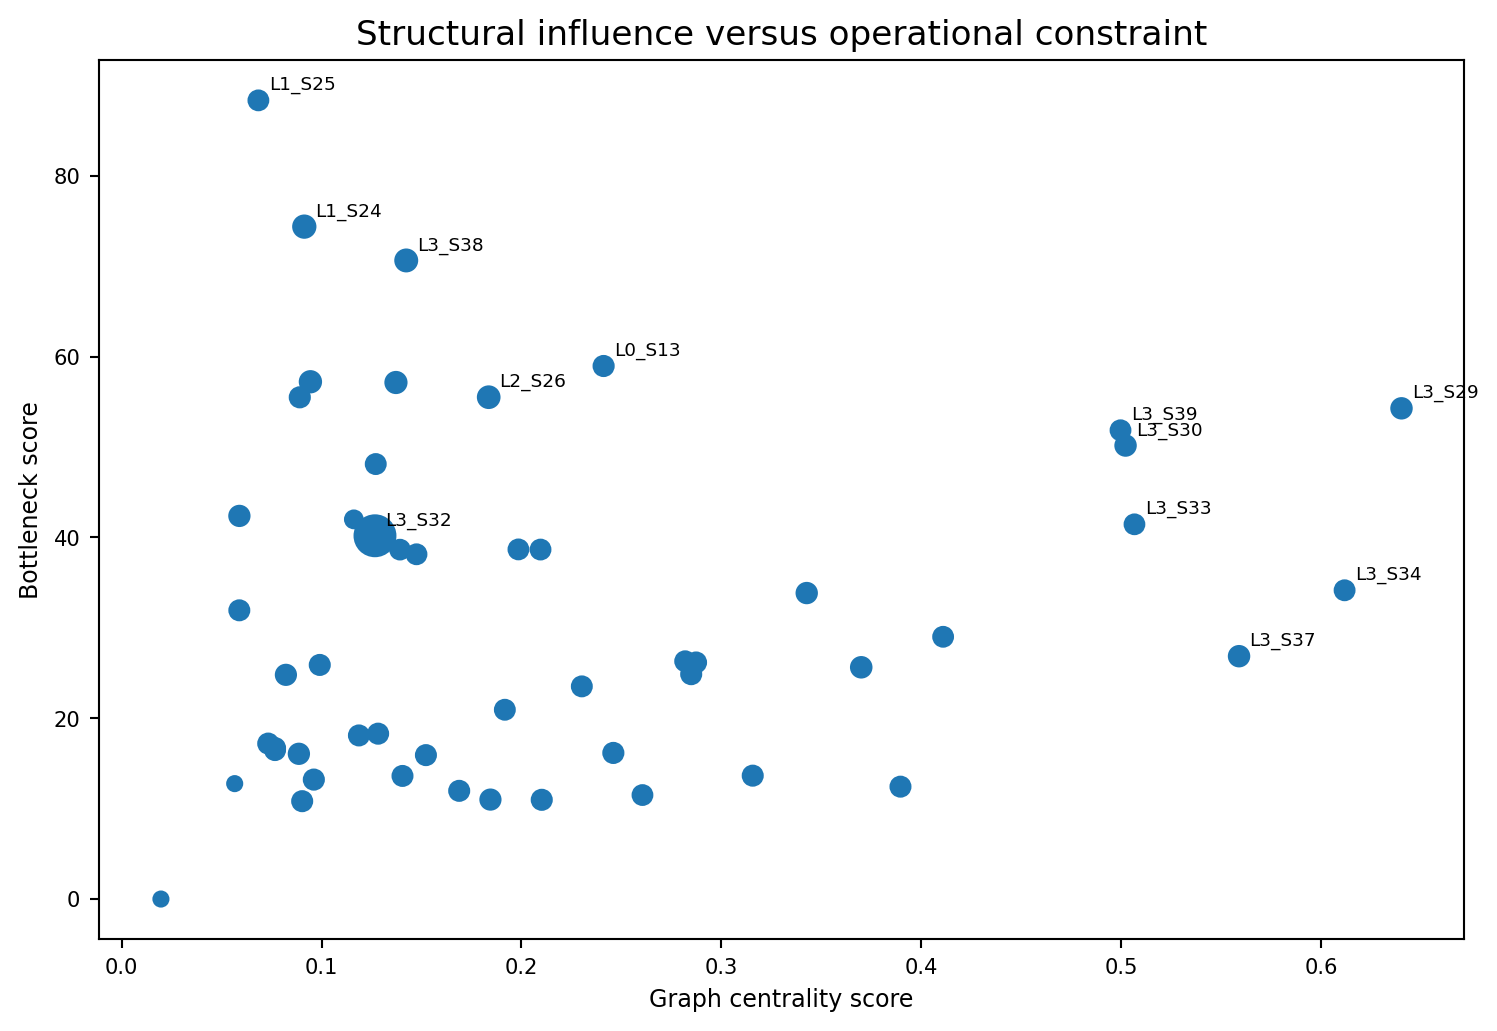 Structural influence versus operational constraint
L1_S25
80
L1_S24
L3_S38
60
L0_S13
L2_S26
L3_S29
L3_S39
L3_S30
L3_S33
L3_S32
40
L3_S34
L3_S37
20
0
Bottleneck score
0.0 0.1 0.2 0.3 0.4 0.5 0.6
Graph centrality score